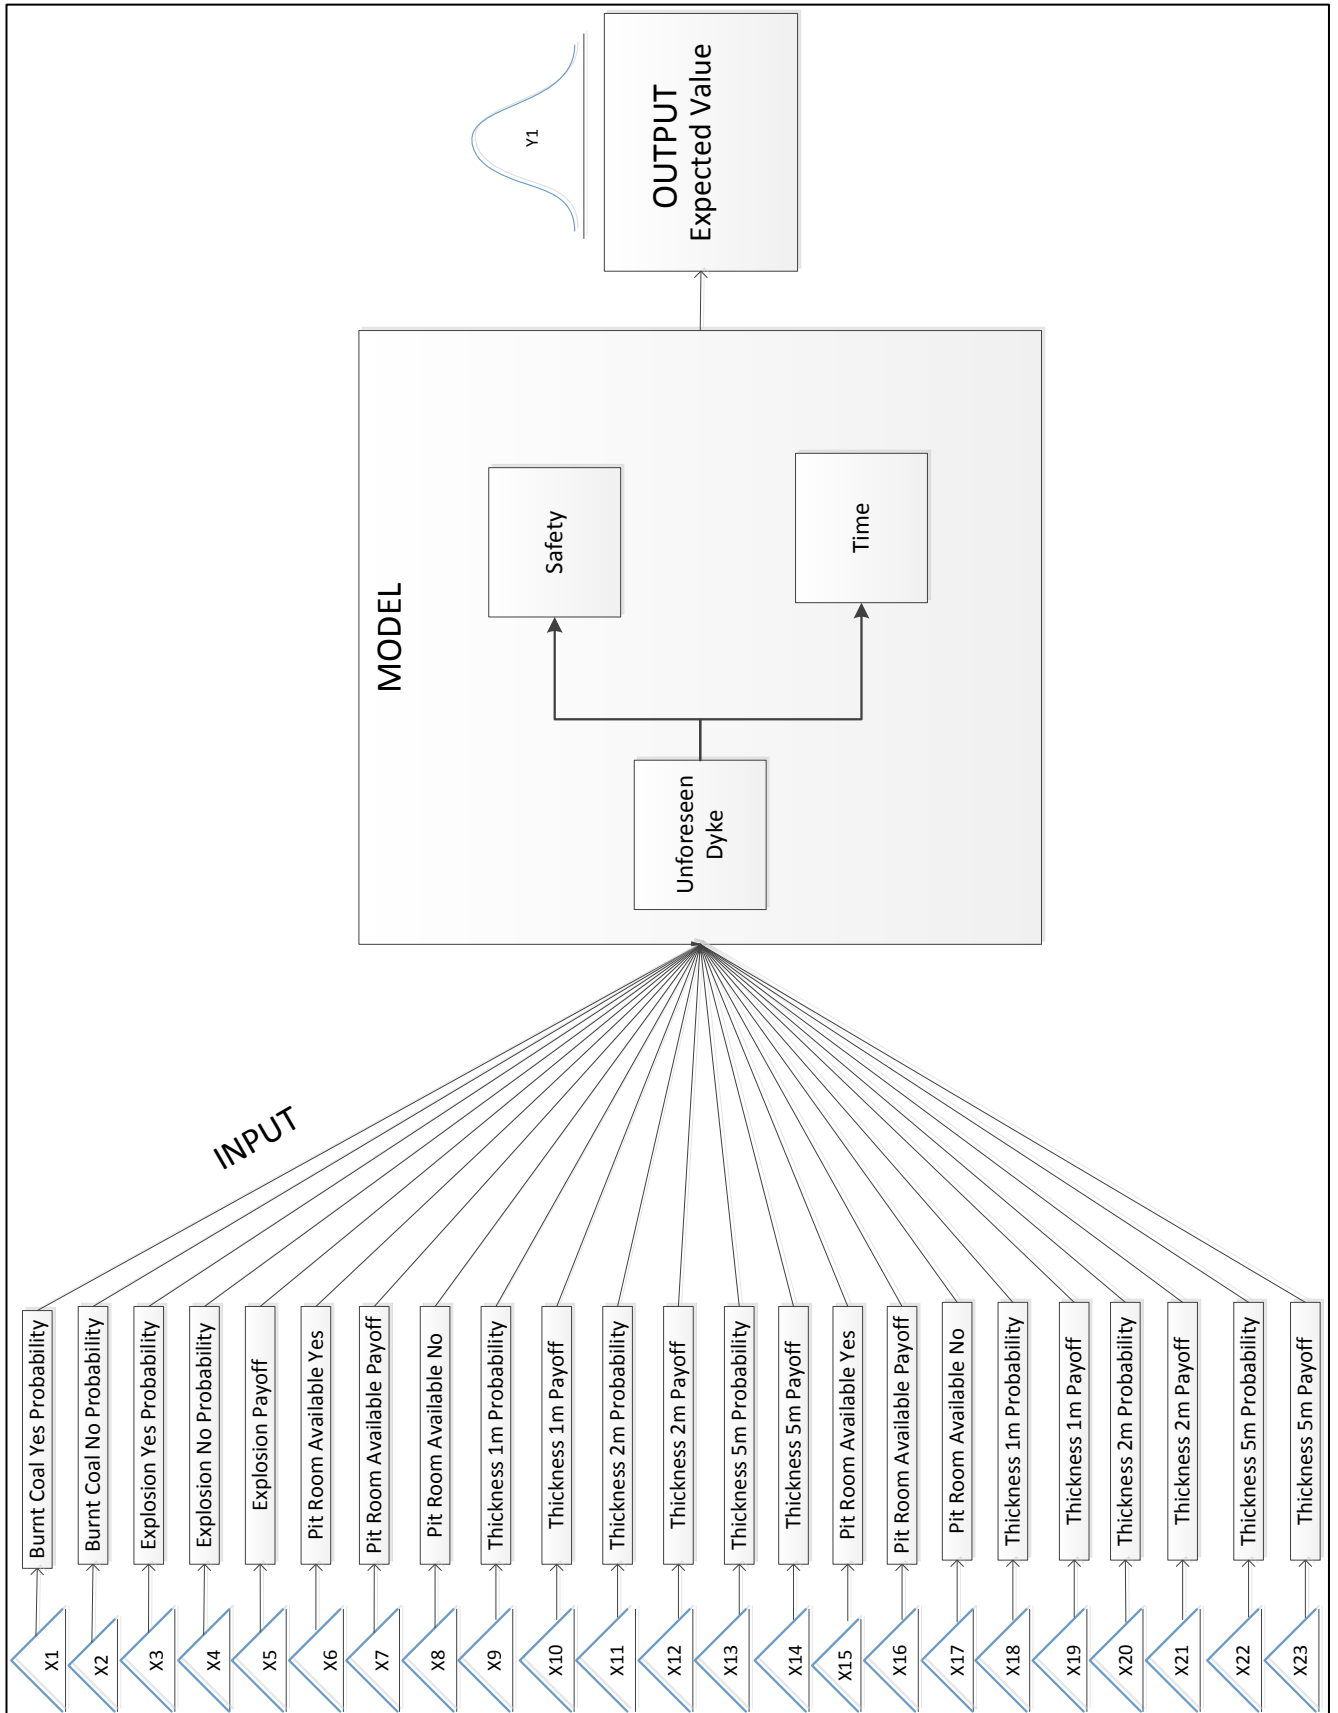 INPUT
X1
Burnt Coal Yes Probability
X2
Burnt Coal No Probability
X3
Explosion Yes Probability
X4
Explosion No Probability
X5
Explosion Payoff
X6
Pit Room Available Yes
X7
Pit Room Available Payoff
X8
Pit Room Available No
X9
Thickness 1m Probability
X10
Thickness 1m Payoff
X11
Thickness 2m Probability
X12
Thickness 2m Payoff
X13
Thickness 5m Probability
X14
Thickness 5m Payoff
X15
Pit Room Available Yes
X16
Pit Room Available Payoff
X17
Pit Room Available No
X18
Thickness 1m Probability
X19
Thickness 1m Payoff
X20
Thickness 2m Probability
X21
Thickness 2m Payoff
X22
Thickness 5m Probability
X23
Thickness 5m Payoff
MODEL
Unforeseen
Dyke
Safety
Time
Y1
OUTPUT
Expected Value